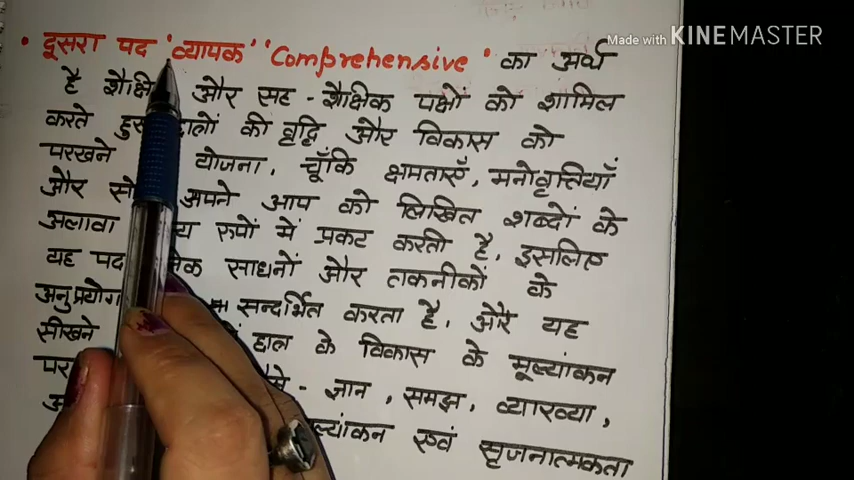 Made with KINEMASTER
• दूसरा पद 'व्यापक' 'Comprehensive' का अर्थ
है और सह - शैक्षिक पक्षों को शामिल
करते की वृद्धि और विकास को
परखने योजना, चूँकि क्षमताएँ, मनोवृत्तियाँ
और अपने आप को लिखित शब्दों के
अलावा रूपों में प्रकट करती है, इसलिए
यह पद साधनों और तकनीकों के
अनुप्रयोग सन्दर्भित करता है, और यह
सीखने के विकास के मूल्यांकन
- ज्ञान, समझ, व्याख्या,
एवं सृजनात्मकता